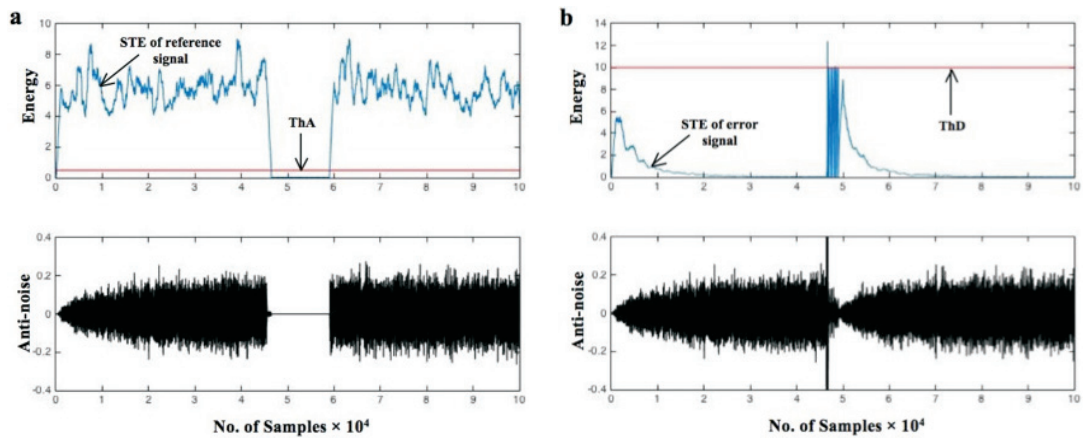 a
10
8
6
4
2
0
Energy
STE of reference
signal
ThA
0 1 2 3 4 5 6 7 8 9 10
0.4
0.2
0
-0.2
-0.4
Anti-noise
0 1 2 3 4 5 6 7 8 9 10
No. of Samples × 10⁴
b
14
12
10
8
6
4
2
0
Energy
STE of error
signal
ThD
0 1 2 3 4 5 6 7 8 9 10
0.4
0.2
0
-0.2
-0.4
Anti-noise
0 1 2 3 4 5 6 7 8 9 10
No. of Samples × 10⁴